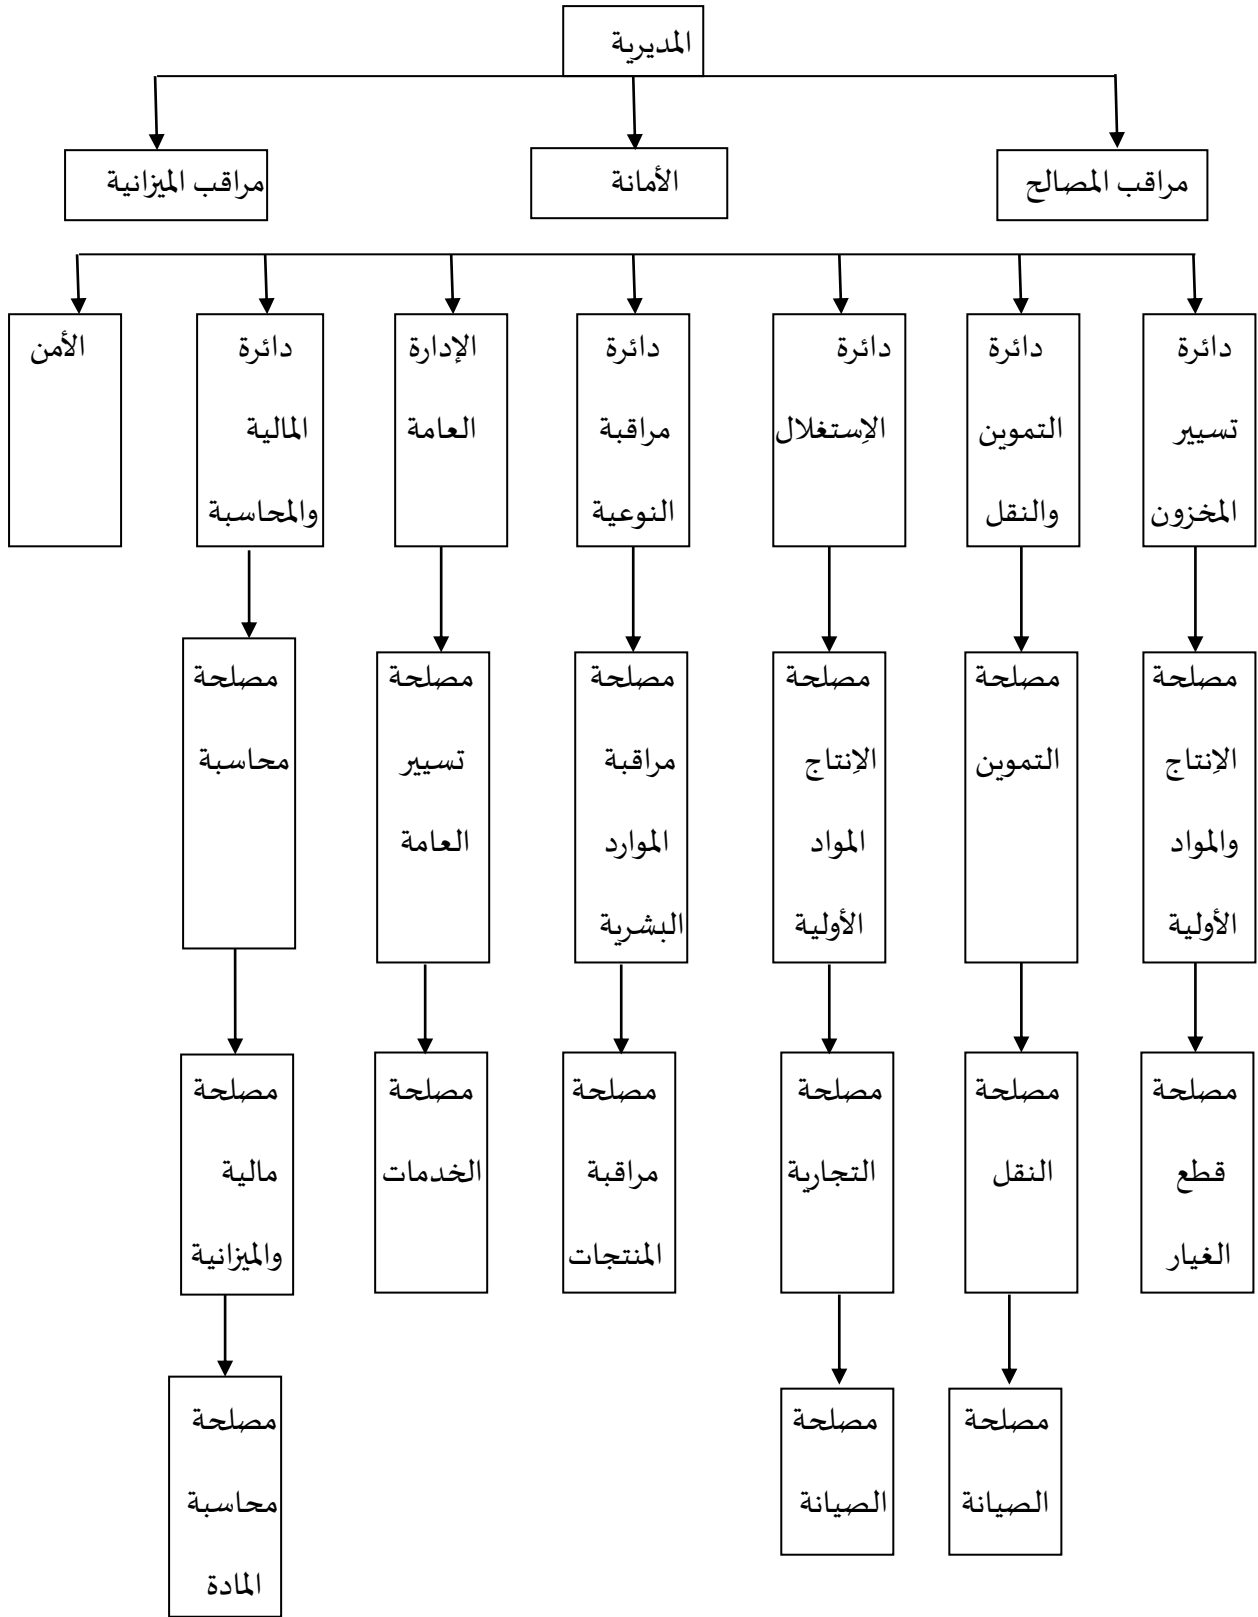 المديرية
مراقب المصالح
الأمانة
مراقب الميزانية
دائرة
تسيير
المخزون
دائرة
التموين
والنقل
دائرة
الإستغلال
دائرة
مراقبة
النوعية
الإدارة
العامة
دائرة
المالية
والمحاسبة
الأمن
مصلحة
الإنتاج
والمواد
الأولية
مصلحة
التموين
مصلحة
الإنتاج
المواد
الأولية
مصلحة
مراقبة
الموارد
البشرية
مصلحة
تسيير
العامة
مصلحة
محاسبة
مصلحة
قطع
الغيار
مصلحة
النقل
مصلحة
التجارية
مصلحة
مراقبة
المنتجات
مصلحة
الخدمات
مصلحة
مالية
والميزانية
مصلحة
الصيانة
مصلحة
الصيانة
مصلحة
محاسبة
المادة